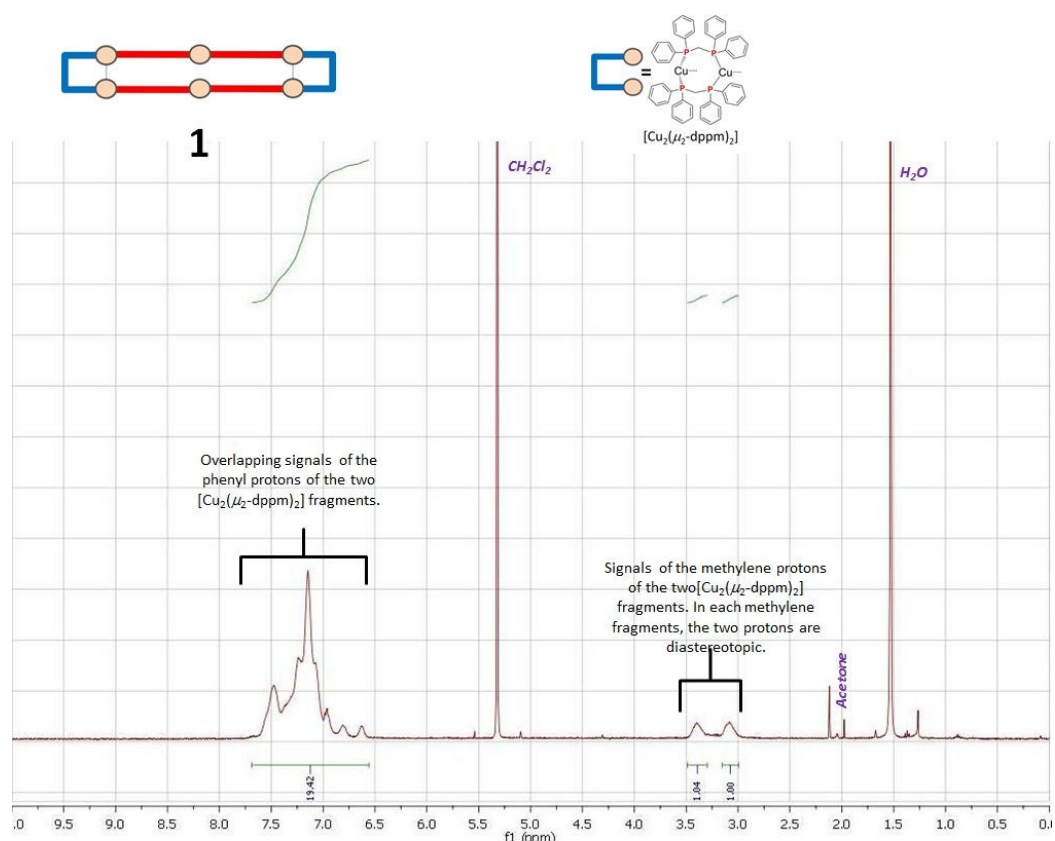 P P
Cu Cu
P P
=
[Cu₂(μ₂-dppm)₂]
1
CH₂Cl₂
H₂O
Overlapping signals of the
phenyl protons of the two
[Cu₂(μ₂-dppm)₂] fragments.
Signals of the methylene protons
of the two[Cu₂(μ₂-dppm)₂]
fragments. In each methylene
fragments, the two protons are
diastereotopic.
Acetone
19.42
1.04
1.00
.0 9.5 9.0 8.5 8.0 7.5 7.0 6.5 6.0 5.5 5.0 4.5 4.0 3.5 3.0 2.5 2.0 1.5 1.0 0.5 0.0
f1 (ppm)